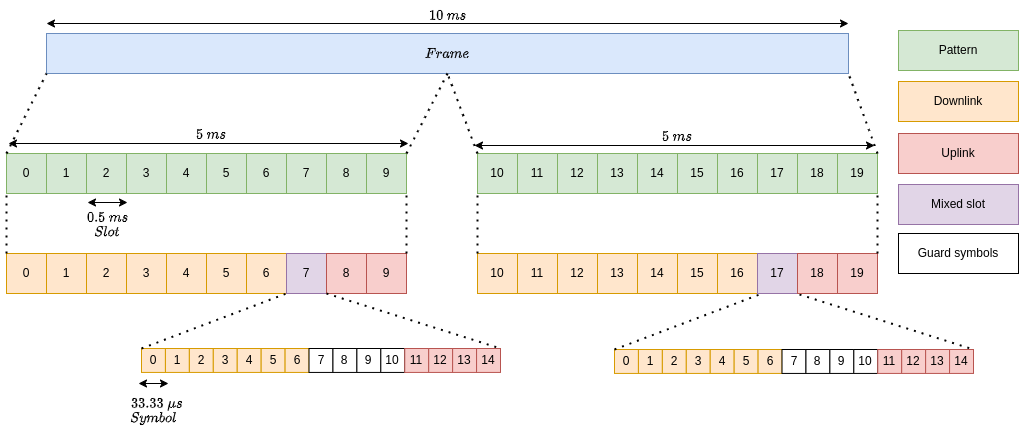 10 ms
Frame
Pattern
Downlink
Uplink
Mixed slot
Guard symbols
5 ms
5 ms
0 1 2 3 4 5 6 7 8 9
10 11 12 13 14 15 16 17 18 19
0.5 ms
Slot
0 1 2 3 4 5 6 7 8 9
10 11 12 13 14 15 16 17 18 19
0 1 2 3 4 5 6 7 8 9 10 11 12 13 14
0 1 2 3 4 5 6 7 8 9 10 11 12 13 14
33.33 μs
Symbol